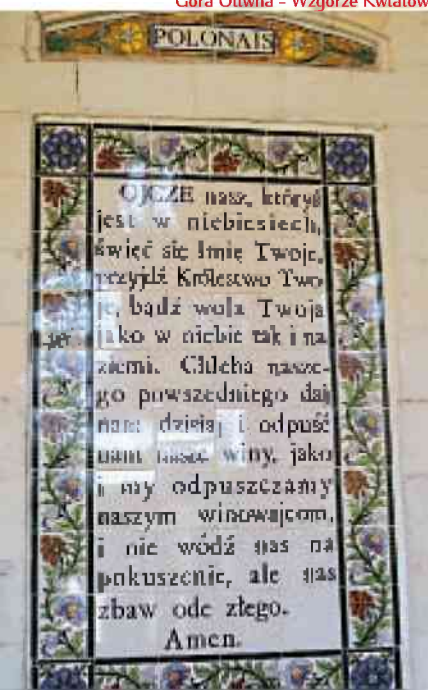 Góra Oliwna - Wzgórze Kwiatów
POLONAIS
OJCZE nasz, któryś
jest w niebiesiech,
święć się Imię Twoje,
przyjdź Królestwo Two-
je, bądź wola Twoja
jako w niebie tak i na
ziemi. Chleba nasze-
go powszedniego daj
nam dzisiaj i odpuść
nam nasze winy, jako
i my odpuszczamy
naszym winowajcom,
i nie wódź nas na
pokuszenie, ale nas
zbaw ode złego.
Amen.